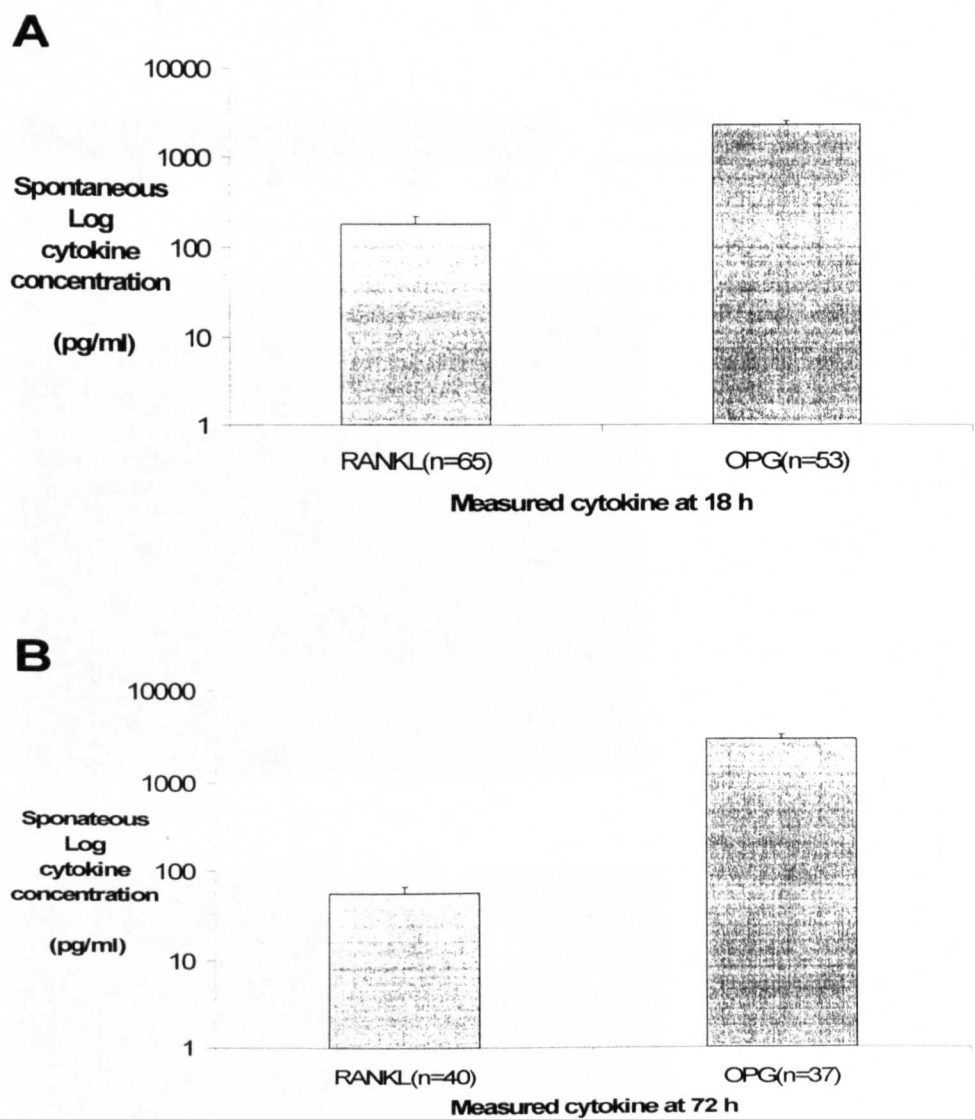 A
10000
1000
100
10
1
Spontaneous
Log
cytokine
concentration
(pg/ml)
RANKL(n=65) OPG(n=53)
Measured cytokine at 18 h
B
10000
1000
100
10
1
Sponateous
Log
cytokine
concentration
(pg/ml)
RANKL(n=40) OPG(n=37)
Measured cytokine at 72 h